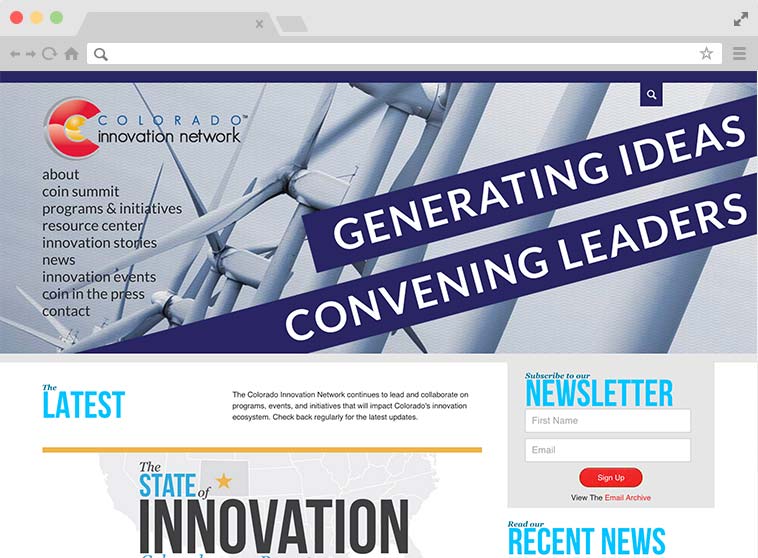 COLORADO™
innovation network
about
coin summit
programs & initiatives
resource center
innovation stories
news
innovation events
coin in the press
contact
GENERATING IDEAS
CONVENING LEADERS
The
LATEST
The Colorado Innovation Network continues to lead and collaborate on
programs, events, and initiatives that will impact Colorado's innovation
ecosystem. Check back regularly for the latest updates.
The
STATE of
INNOVATION
Subscribe to our
NEWSLETTER
First Name
Email
Sign Up
View The Email Archive
Read our
RECENT NEWS